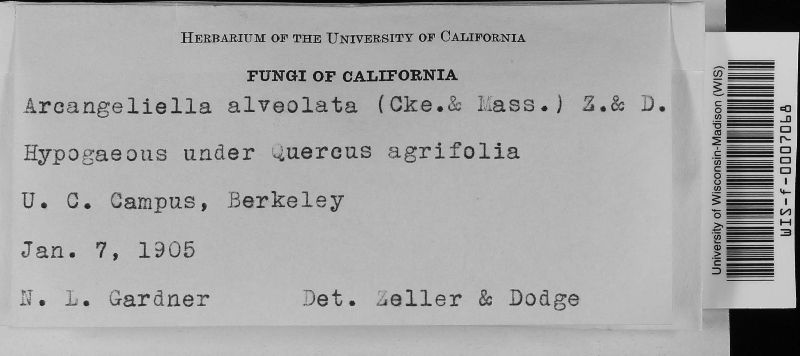 HERBARIUM OF THE UNIVERSITY OF CALIFORNIA
FUNGI OF CALIFORNIA
Arcangeliella alveolata (Cke.& Mass.) Z.& D.
Hypogaeous under Quercus agrifolia
U. C. Campus, Berkeley
Jan. 7, 1905
N. L. Gardner Det. Zeller & Dodge
University of Wisconsin-Madison (WIS)
WIS-f-0007068